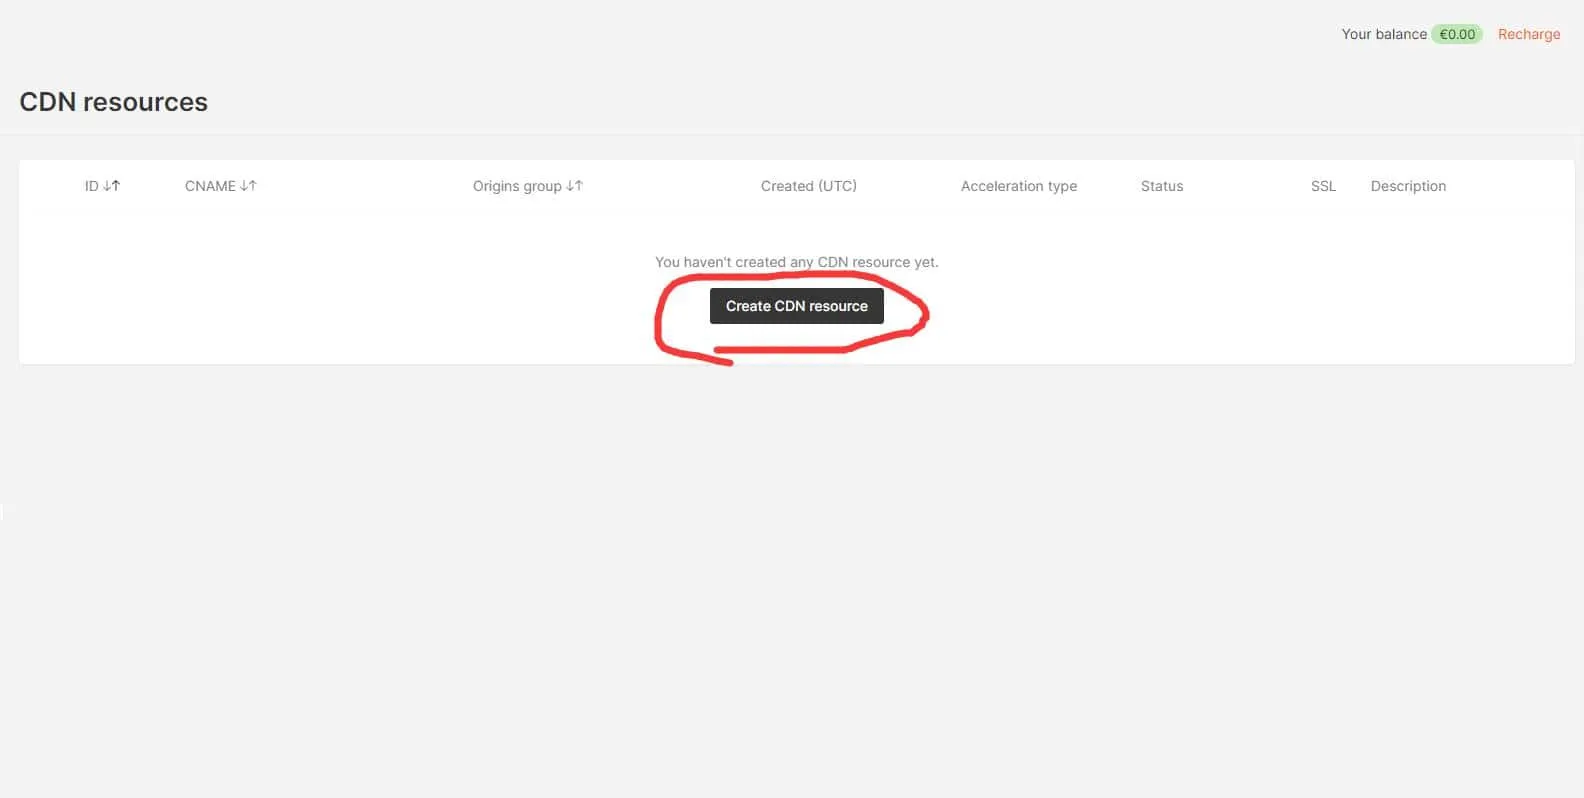 Your balance €0.00 Recharge
CDN resources
ID ↓↑ CNAME ↓↑ Origins group ↓↑ Created (UTC) Acceleration type Status SSL Description
You haven't created any CDN resource yet.
Create CDN resource